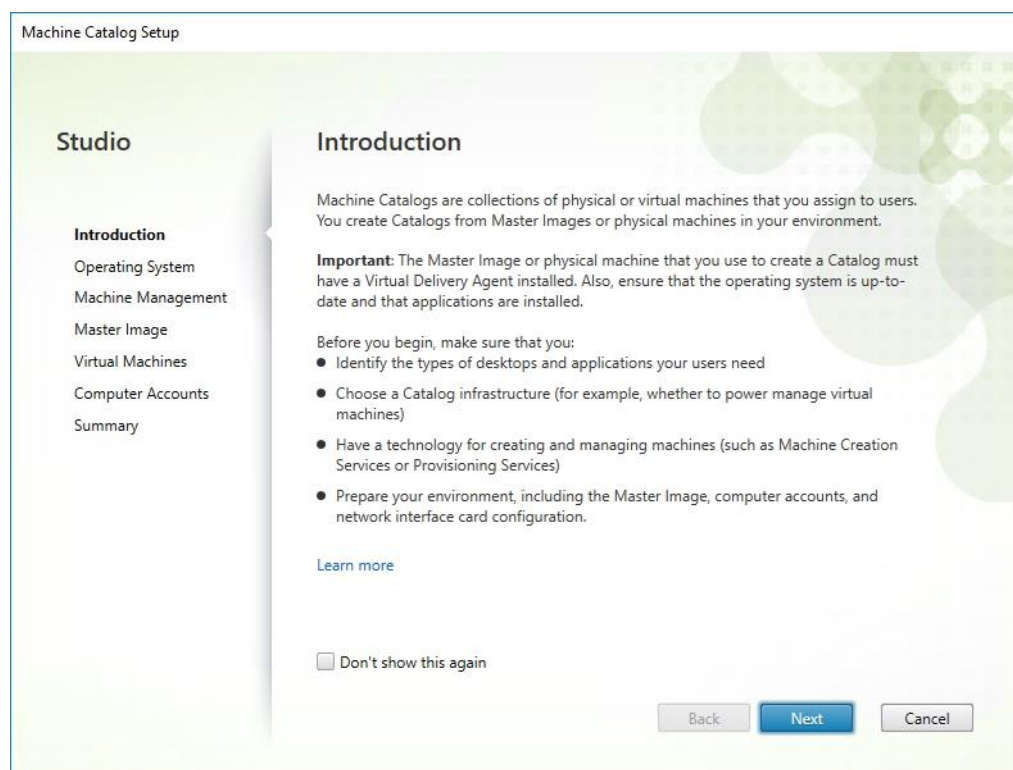 Machine Catalog Setup
Studio
Introduction
Operating System
Machine Management
Master Image
Virtual Machines
Computer Accounts
Summary
Introduction
Machine Catalogs are collections of physical or virtual machines that you assign to users.
You create Catalogs from Master Images or physical machines in your environment.
Important: The Master Image or physical machine that you use to create a Catalog must
have a Virtual Delivery Agent installed. Also, ensure that the operating system is up-to-
date and that applications are installed.
Before you begin, make sure that you:
● Identify the types of desktops and applications your users need
● Choose a Catalog infrastructure (for example, whether to power manage virtual
machines)
● Have a technology for creating and managing machines (such as Machine Creation
Services or Provisioning Services)
● Prepare your environment, including the Master Image, computer accounts, and
network interface card configuration.
Learn more
Don't show this again
Back Next Cancel